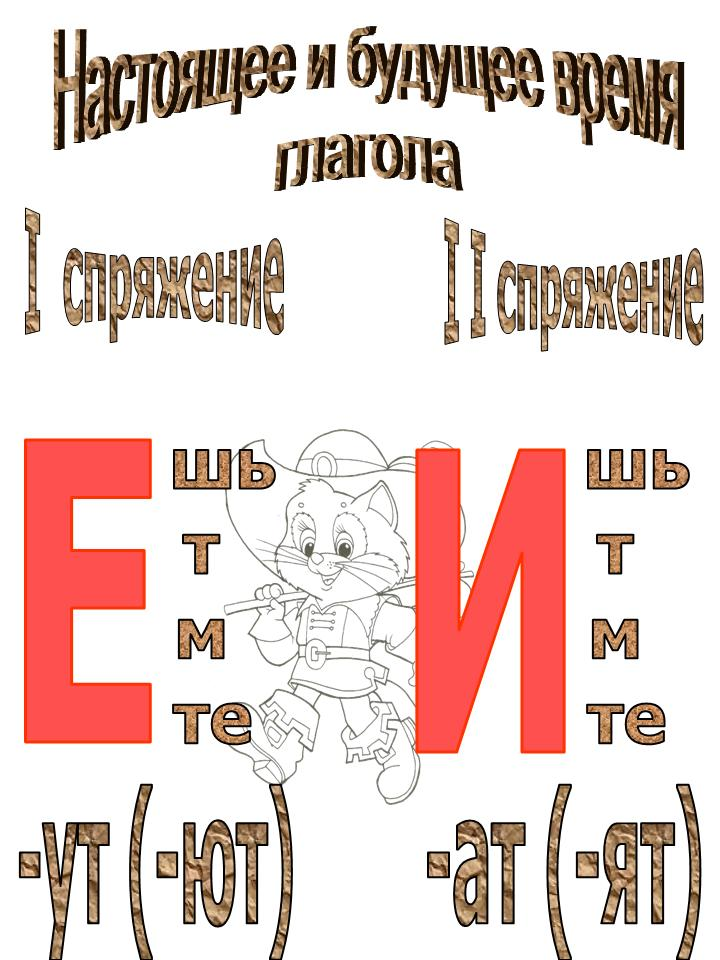 Настоящее и будущее время
глагола
I спряжение II спряжение
Е И
шь шь
т т
м м
те те
-ут (-ют) -ат (-ят)